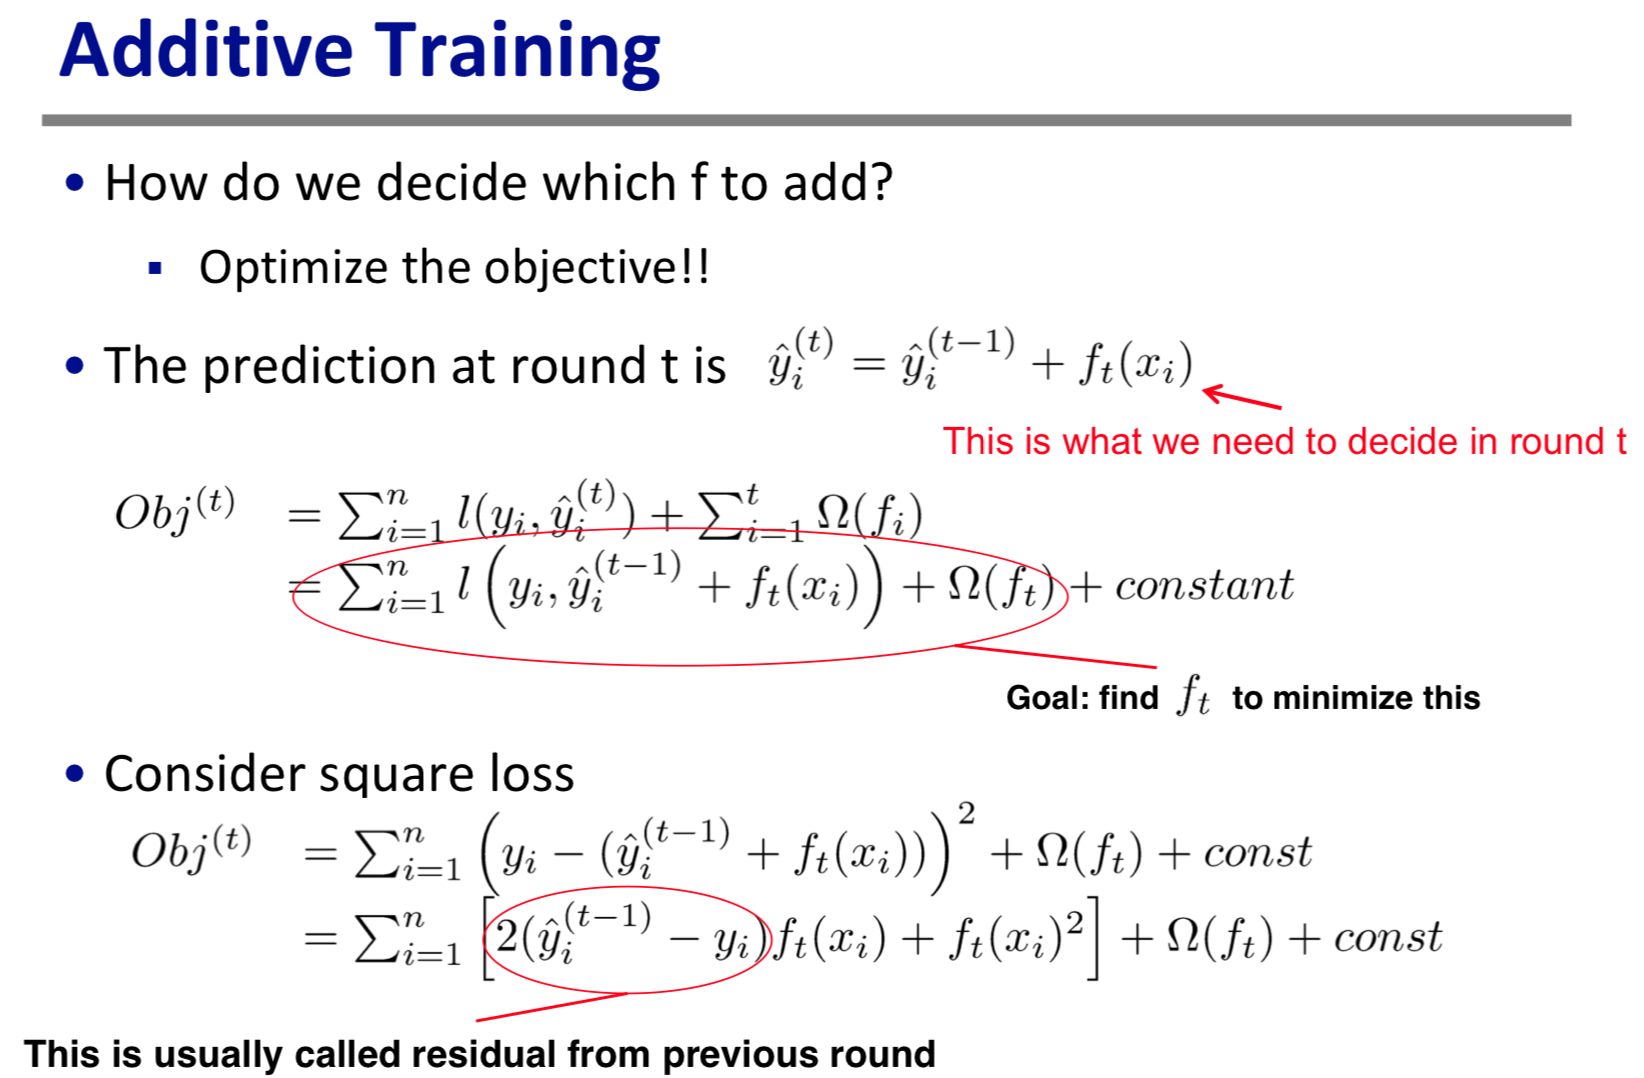 Additive Training
• How do we decide which f to add?
▪ Optimize the objective!!
• The prediction at round t is $\hat{y}_i^{(t)} = \hat{y}_i^{(t-1)} + f_t(x_i)$
This is what we need to decide in round t
$Obj^{(t)} = \sum_{i=1}^{n} l(y_i, \hat{y}_i^{(t)}) + \sum_{i=1}^{t} \Omega(f_i)$
$= \sum_{i=1}^{n} l\left(y_i, \hat{y}_i^{(t-1)} + f_t(x_i)\right) + \Omega(f_t) + constant$
Goal: find $f_t$ to minimize this
• Consider square loss
$Obj^{(t)} = \sum_{i=1}^{n} \left(y_i - (\hat{y}_i^{(t-1)} + f_t(x_i))\right)^2 + \Omega(f_t) + const$
$= \sum_{i=1}^{n} \left[2(\hat{y}_i^{(t-1)} - y_i)f_t(x_i) + f_t(x_i)^2\right] + \Omega(f_t) + const$
This is usually called residual from previous round